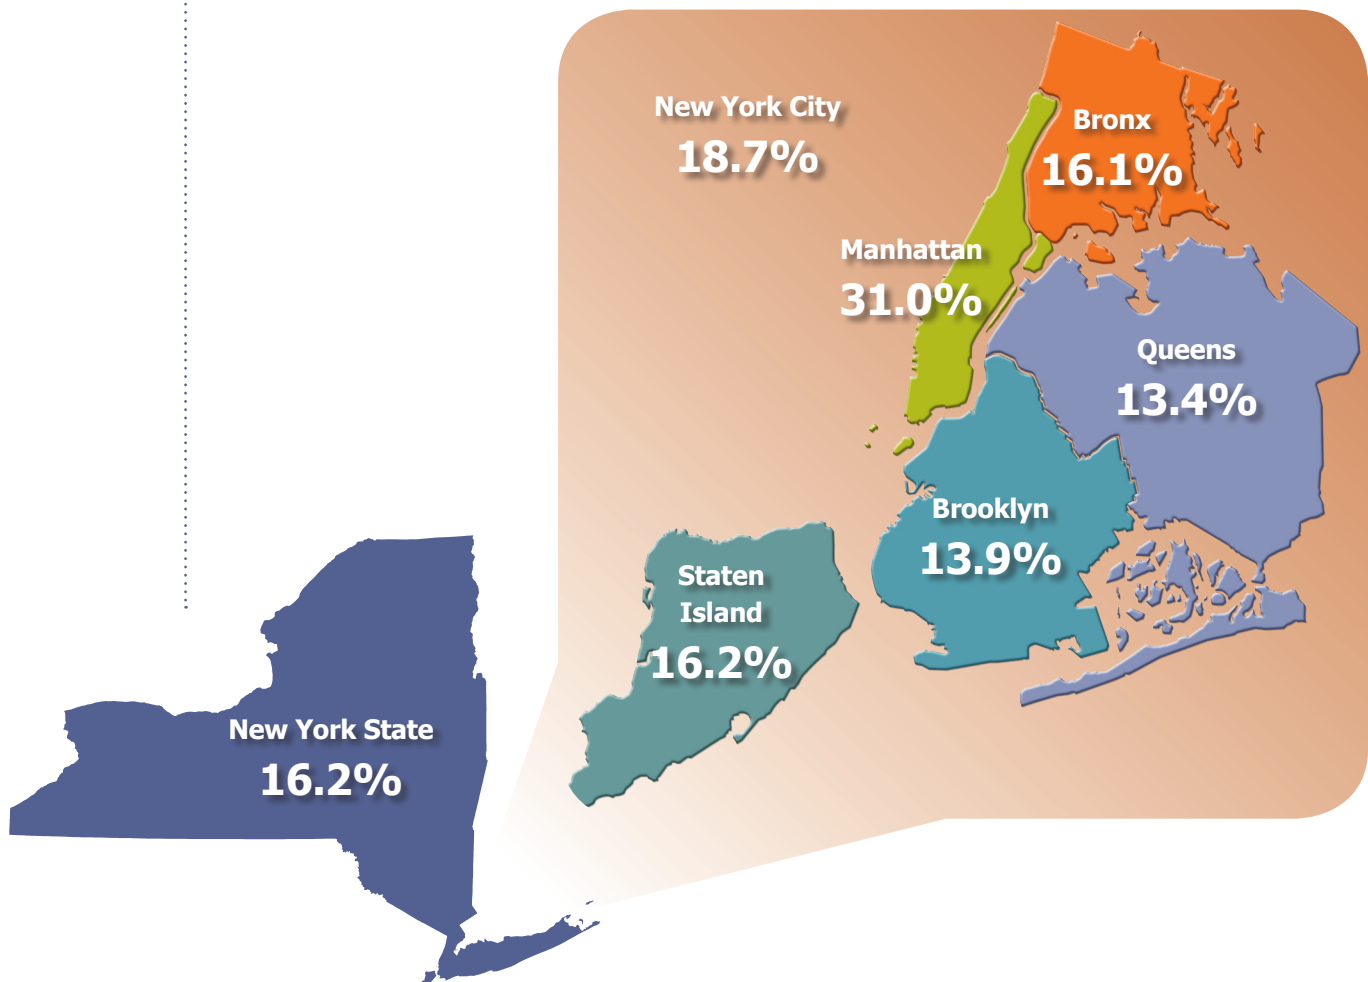 New York City
18.7%
Bronx
16.1%
Manhattan
31.0%
Queens
13.4%
Brooklyn
13.9%
Staten
Island
16.2%
New York State
16.2%